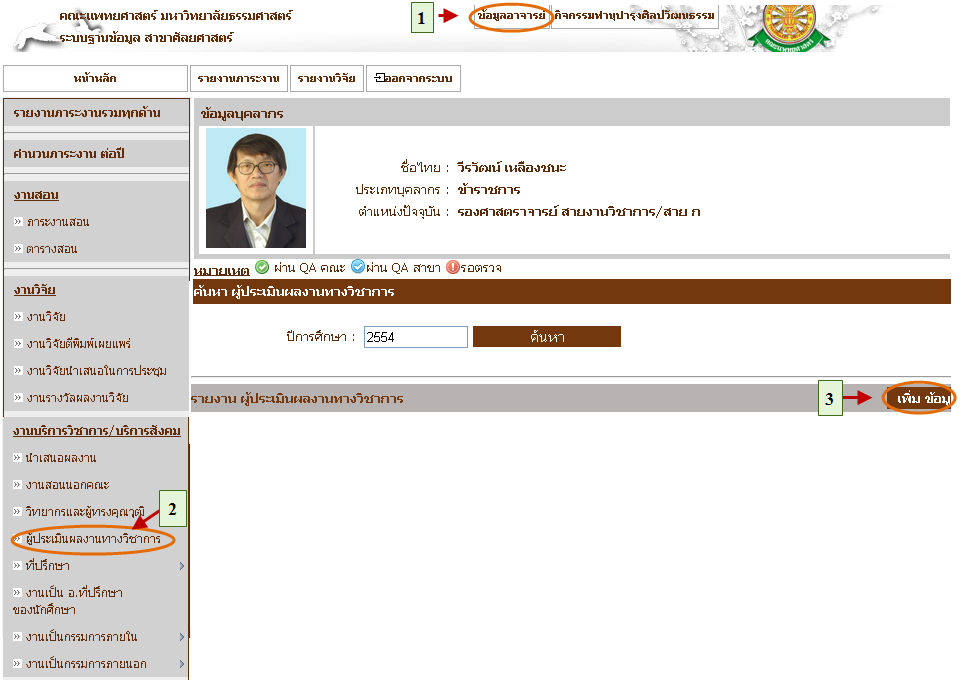 คณะแพทยศาสตร์ มหาวิทยาลัยธรรมศาสตร์
ระบบฐานข้อมูล สาขาศัลยศาสตร์
1
ข้อมูลอาจารย์ กิจกรรมทำนุบำรุงศิลปวัฒนธรรม
หน้าหลัก รายงานภาระงาน รายงานวิจัย ออกจากระบบ
รายงานภาระงานรวมทุกด้าน
คำนวนภาระงาน ต่อปี
งานสอน
ภาระงานสอน
ตารางสอน
งานวิจัย
งานวิจัย
งานวิจัยตีพิมพ์เผยแพร่
งานวิจัยนำเสนอในการประชุม
งานรางวัลผลงานวิจัย
งานบริการวิชาการ/บริการสังคม
นำเสนอผลงาน
งานสอนนอกคณะ
วิทยากรและผู้ทรงคุณวุฒิ
2
ผู้ประเมินผลงานทางวิชาการ
ที่ปรึกษา
งานเป็น อ.ที่ปรึกษา
ของนักศึกษา
งานเป็นกรรมการภายใน
งานเป็นกรรมการภายนอก
ข้อมูลบุคลากร
ชื่อไทย : วีรวัฒน์ เหลืองชนะ
ประเภทบุคลากร : ข้าราชการ
ตำแหน่งปัจจุบัน : รองศาสตราจารย์ สายงานวิชาการ/สาย ก
หมายเหตุ ผ่าน QA คณะ ผ่าน QA สาขา รอตรวจ
ค้นหา ผู้ประเมินผลงานทางวิชาการ
ปีการศึกษา : 2554 ค้นหา
รายงาน ผู้ประเมินผลงานทางวิชาการ
3
เพิ่ม ข้อมู